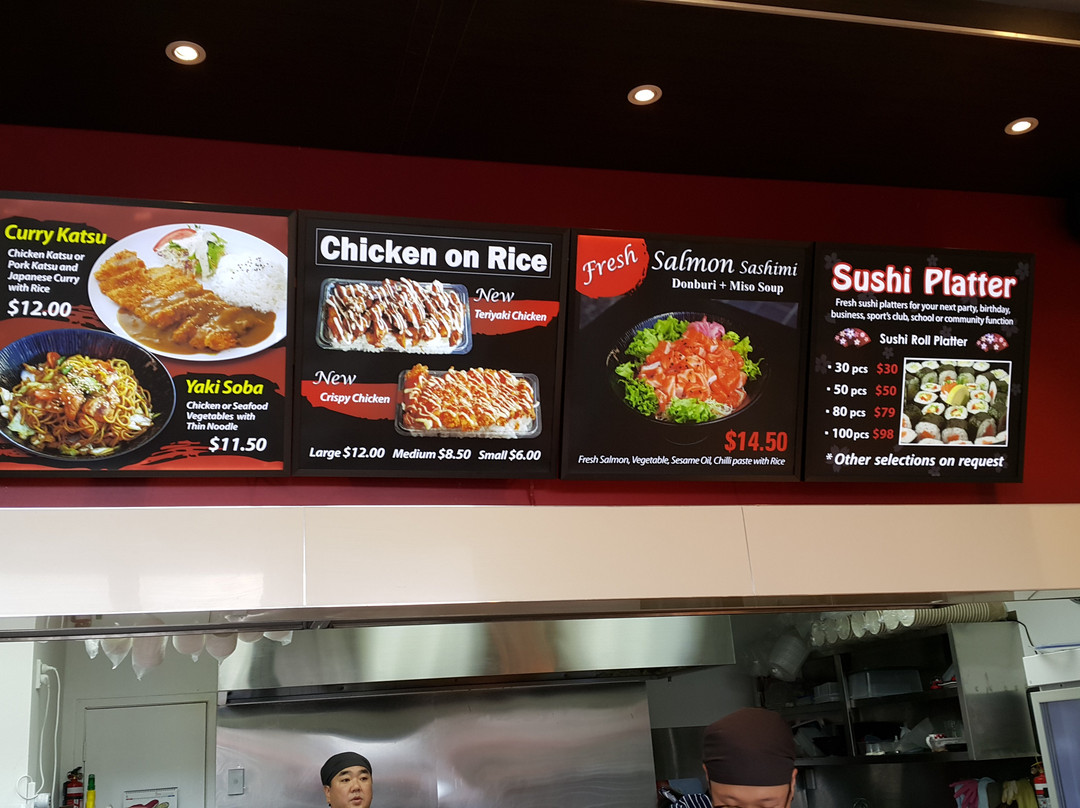 Curry Katsu
Chicken Katsu or
Pork Katsu and
Japanese Curry
with Rice
$12.00
Yaki Soba
Chicken or Seafood
Vegetables with
Thin Noodle
$11.50
Chicken on Rice
New
Teriyaki Chicken
New
Crispy Chicken
Large $12.00 Medium $8.50 Small $6.00
Fresh Salmon Sashimi
Donburi + Miso Soup
$14.50
Fresh Salmon, Vegetable, Sesame Oil, Chilli paste with Rice
Sushi Platter
Fresh sushi platters for your next party, birthday,
business, sport's club, school or community function
Sushi Roll Platter
• 30 pcs $30
• 50 pcs $50
• 80 pcs $79
• 100 pcs $98
*Other selections on request